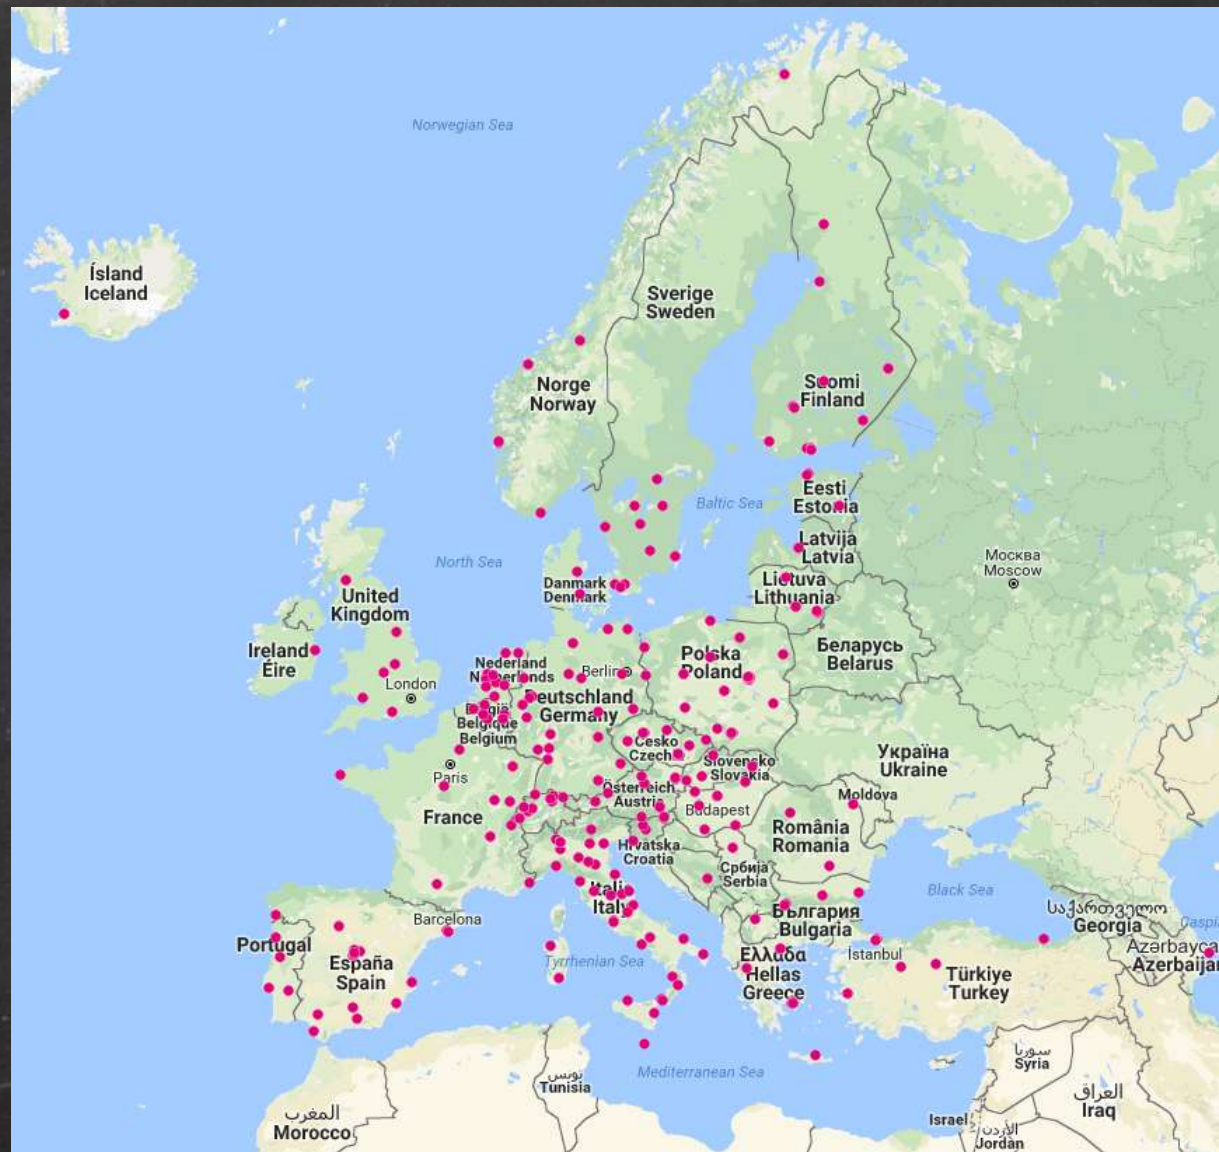 Norwegian Sea
Ísland
Iceland
Sverige
Sweden
Norge
Norway
Suomi
Finland
Baltic Sea
Eesti
Estonia
Latvija
Latvia
North Sea
Москва
Moscow
Danmark
Denmark
Lietuva
Lithuania
United
Kingdom
Беларусь
Belarus
Ireland
Éire
Nederland
Netherlands
Berlin
Polska
Poland
London
Deutschland
Germany
België
Belgique
Belgium
Česko
Czech
Україна
Ukraine
Paris
Slovensko
Slovakia
Österreich
Austria
Moldova
Budapest
France
România
Romania
Hrvatska
Croatia
Србија
Serbia
Black Sea
Italia
Italy
Barcelona
България
Bulgaria
საქართველო
Georgia
Caspi
Portugal
España
Spain
Tyrrhenian Sea
Ελλάδα
Hellas
Greece
İstanbul
Türkiye
Turkey
Azərbayca
Azerbaijan
Mediterranean Sea
تونس
Tunisia
سوريا
Syria
المغرب
Morocco
العراق
Iraq
Israel
الأردن
Jordan